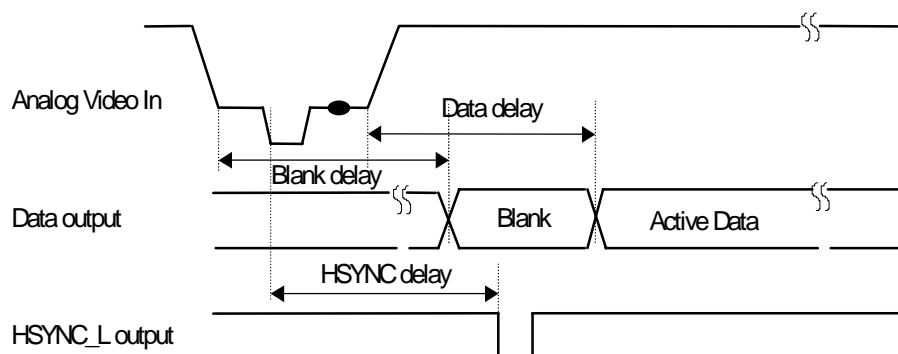 Analog Video In
Data delay
Blank delay
Data output
Blank
Active Data
HSYNC delay
HSYNC_L output